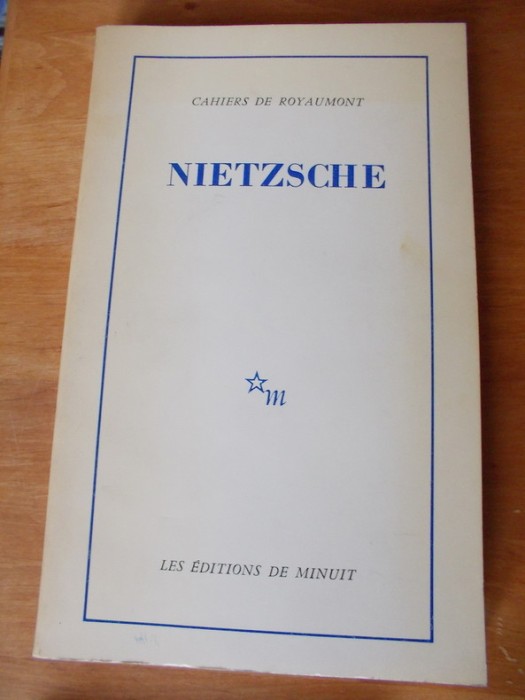 CAHIERS DE ROYAUMONT
NIETZSCHE
m
LES ÉDITIONS DE MINUIT